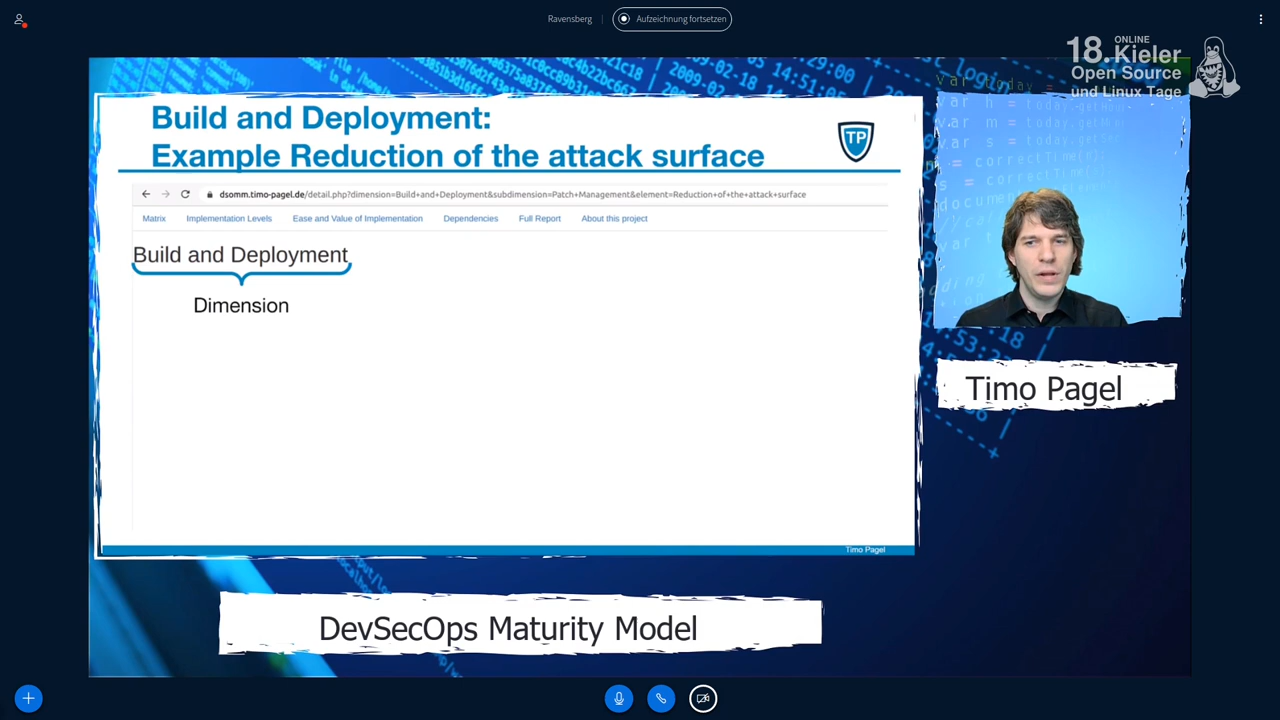 Ravensberg
Aufzeichnung fortsetzen
ONLINE
18.Kieler
Open Source
und Linux Tage
Build and Deployment:
Example Reduction of the attack surface
TP
dsomm.timo-pagel.de/detail.php?dimension=Build+and+Deployment&subdimension=Patch+Management&element=Reduction+of+the+attack+surface
Matrix Implementation Levels Ease and Value of Implementation Dependencies Full Report About this project
Build and Deployment
Dimension
Timo Pagel
Timo Pagel
DevSecOps Maturity Model